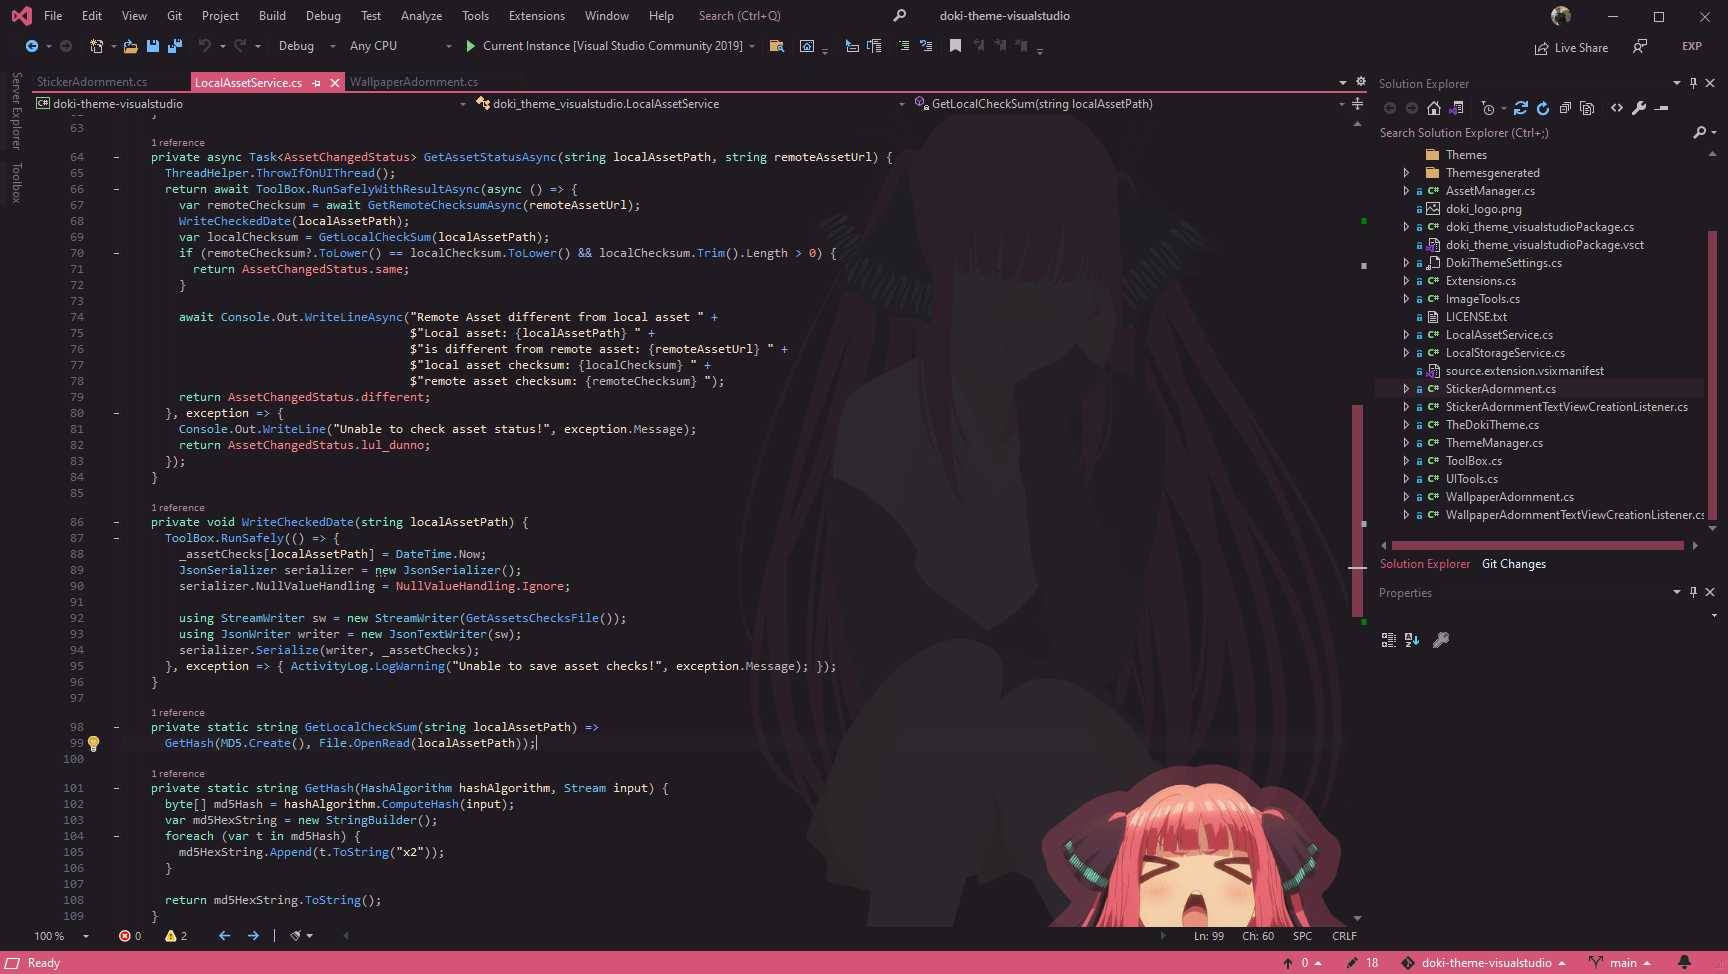 File Edit View Git Project Build Debug Test Analyze Tools Extensions Window Help Search (Ctrl+Q) doki-theme-visualstudio
Debug Any CPU Current Instance [Visual Studio Community 2019] Live Share EXP
Server Explorer
Toolbox
StickerAdornment.cs LocalAssetService.cs WallpaperAdornment.cs
doki-theme-visualstudio doki_theme_visualstudio.LocalAssetService GetLocalCheckSum(string localAssetPath)
63
1 reference
64 private async Task<AssetChangedStatus> GetAssetStatusAsync(string localAssetPath, string remoteAssetUrl) {
65 ThreadHelper.ThrowIfOnUIThread();
66 return await ToolBox.RunSafelyWithResultAsync(async () => {
67 var remoteChecksum = await GetRemoteChecksumAsync(remoteAssetUrl);
68 WriteCheckedDate(localAssetPath);
69 var localChecksum = GetLocalCheckSum(localAssetPath);
70 if (remoteChecksum?.ToLower() == localChecksum.ToLower() && localChecksum.Trim().Length > 0) {
71 return AssetChangedStatus.same;
72 }
73
74 await Console.Out.WriteLineAsync("Remote Asset different from local asset " +
75 $"Local asset: {localAssetPath} " +
76 $"is different from remote asset: {remoteAssetUrl} " +
77 $"local asset checksum: {localChecksum} " +
78 $"remote asset checksum: {remoteChecksum} ");
79 return AssetChangedStatus.different;
80 }, exception => {
81 Console.Out.WriteLine("Unable to check asset status!", exception.Message);
82 return AssetChangedStatus.lul_dunno;
83 });
84 }
85
1 reference
86 private void WriteCheckedDate(string localAssetPath) {
87 ToolBox.RunSafely(() => {
88 _assetChecks[localAssetPath] = DateTime.Now;
89 JsonSerializer serializer = new JsonSerializer();
90 serializer.NullValueHandling = NullValueHandling.Ignore;
91
92 using StreamWriter sw = new StreamWriter(GetAssetsChecksFile());
93 using JsonWriter writer = new JsonTextWriter(sw);
94 serializer.Serialize(writer, _assetChecks);
95 }, exception => { ActivityLog.LogWarning("Unable to save asset checks!", exception.Message); });
96 }
97
1 reference
98 private static string GetLocalCheckSum(string localAssetPath) =>
99 GetHash(MD5.Create(), File.OpenRead(localAssetPath));
100
1 reference
101 private static string GetHash(HashAlgorithm hashAlgorithm, Stream input) {
102 byte[] md5Hash = hashAlgorithm.ComputeHash(input);
103 var md5HexString = new StringBuilder();
104 foreach (var t in md5Hash) {
105 md5HexString.Append(t.ToString("x2"));
106 }
107
108 return md5HexString.ToString();
109 }
100 % 0 2 Ln: 99 Ch: 60 SPC CRLF
Solution Explorer
Search Solution Explorer (Ctrl+;)
Themes
Themesgenerated
AssetManager.cs
doki_logo.png
doki_theme_visualstudioPackage.cs
doki_theme_visualstudioPackage.vsct
DokiThemeSettings.cs
Extensions.cs
ImageTools.cs
LICENSE.txt
LocalAssetService.cs
LocalStorageService.cs
source.extension.vsixmanifest
StickerAdornment.cs
StickerAdornmentTextViewCreationListener.cs
TheDokiTheme.cs
ThemeManager.cs
ToolBox.cs
UITools.cs
WallpaperAdornment.cs
WallpaperAdornmentTextViewCreationListener.cs
Solution Explorer Git Changes
Properties
Ready 0 18 doki-theme-visualstudio main